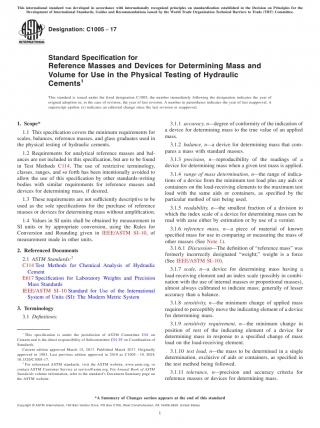 This international standard was developed in accordance with internationally recognized principles on standardization established in the Decision on Principles for the
Development of International Standards, Guides and Recommendations issued by the World Trade Organization Technical Barriers to Trade (TBT) Committee.
Designation: C1005 − 17
Standard Specification for
Reference Masses and Devices for Determining Mass and
Volume for Use in the Physical Testing of Hydraulic
Cements¹
This standard is issued under the fixed designation C1005; the number immediately following the designation indicates the year of
original adoption or, in the case of revision, the year of last revision. A number in parentheses indicates the year of last reapproval. A
superscript epsilon (ε) indicates an editorial change since the last revision or reapproval.
1. Scope*
1.1 This specification covers the minimum requirements for
scales, balances, reference masses, and glass graduates used in
the physical testing of hydraulic cements.
1.2 Requirements for analytical reference masses and bal-
ances are not included in this specification, but are to be found
in Test Methods C114. The use of restrictive terminology,
classes, ranges, and so forth has been intentionally avoided to
allow the use of this specification by other standards-writing
bodies with similar requirements for reference masses and
devices for determining mass, if desired.
1.3 These requirements are not sufficiently descriptive to be
used as the sole specifications for the purchase of reference
masses or devices for determining mass without amplification.
1.4 Values in SI units shall be obtained by measurement in
SI units or by appropriate conversion, using the Rules for
Conversion and Rounding given in IEEE/ASTM SI-10, of
measurement made in other units.
2. Referenced Documents
2.1 ASTM Standards:²
C114 Test Methods for Chemical Analysis of Hydraulic
Cement
E617 Specification for Laboratory Weights and Precision
Mass Standards
IEEE/ASTM SI-10 Standard for Use of the International
System of Units (SI): The Modern Metric System
3. Terminology
3.1 Definitions:
¹ This specification is under the jurisdiction of ASTM Committee C01 on
Cement and is the direct responsibility of Subcommittee C01.95 on Coordination of
Standards.
Current edition approved March 15, 2017. Published March 2017. Originally
approved in 1983. Last previous edition approved in 2010 as C1005 – 10. DOI:
10.1520/C1005-17.
² For referenced ASTM standards, visit the ASTM website, www.astm.org, or
contact ASTM Customer Service at service@astm.org. For Annual Book of ASTM
Standards volume information, refer to the standard's Document Summary page on
the ASTM website.
3.1.1 accuracy, n—degree of conformity of the indication of
a device for determining mass to the true value of an applied
mass.
3.1.2 balance, n—a device for determining mass that com-
pares a mass with standard masses.
3.1.3 precision, n—reproducibility of the readings of a
device for determining mass when a given test mass is applied.
3.1.4 range of mass determination, n—the range of indica-
tions of a device from the minimum test load plus any aids or
containers on the load-receiving elements to the maximum test
load with the same aids or containers, as specified by the
particular method of test being used.
3.1.5 readability, n—the smallest fraction of a division to
which the index scale of a device for determining mass can be
read with ease either by estimation or by use of a vernier.
3.1.6 reference mass, n—a piece of material of known
specified mass for use in comparing or measuring the mass of
other masses (See Note 1).
3.1.6.1 Discussion—The definition of “reference mass” was
formerly incorrectly designated “weight;” weight is a force
(See IEEE/ASTM SI-10).
3.1.7 scale, n—a device for determining mass having a
load-receiving element and an index scale (possibly in combi-
nation with the use of internal masses or proportional masses),
almost always calibrated to indicate mass; generally of lesser
accuracy than a balance.
3.1.8 sensitivity, n—the minimum change of applied mass
required to perceptibly move the indicating element of a device
for determining mass.
3.1.9 sensitivity requirement, n—the minimum change in
position of rest of the indicating element of a device for
determining mass in response to a specified change of mass
load on the load-receiving element.
3.1.10 test load, n—the mass to be determined in a single
determination, exclusive of aids or containers, as specified in
the test method being followed.
3.1.11 tolerance, n—precision and accuracy criteria for
reference masses or devices for determining mass.
*A Summary of Changes section appears at the end of this standard
Copyright © ASTM International, 100 Barr Harbor Drive, PO Box C700, West Conshohocken, PA 19428-2959. United States
1